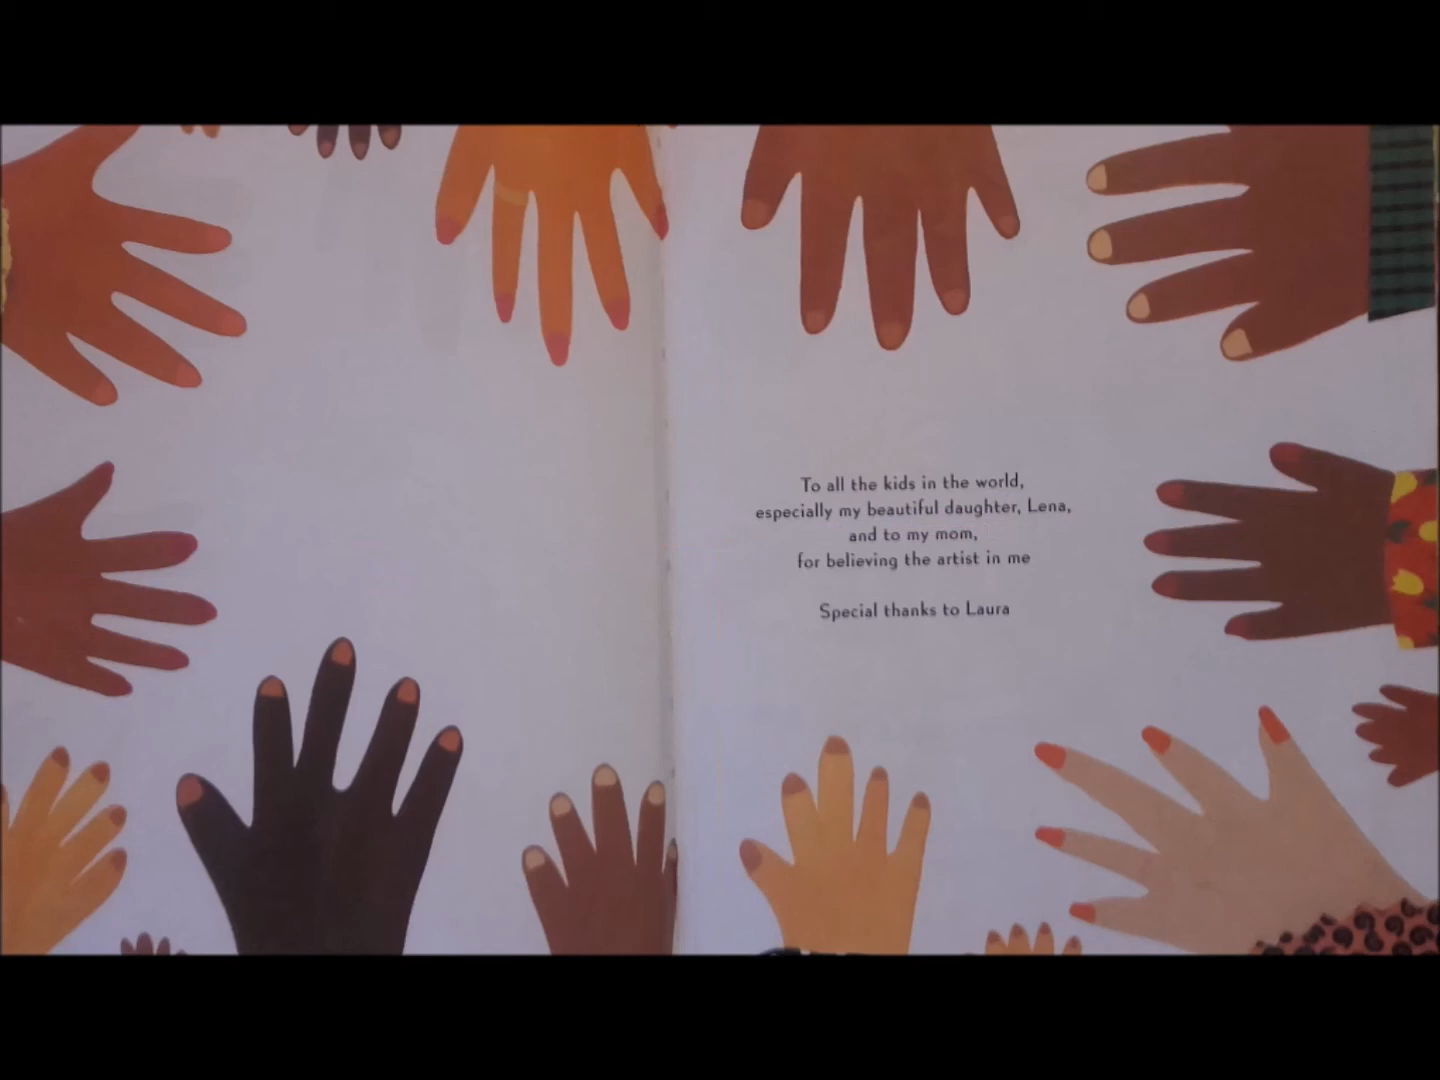 To all the kids in the world,
especially my beautiful daughter, Lena,
and to my mom,
for believing the artist in me
Special thanks to Laura